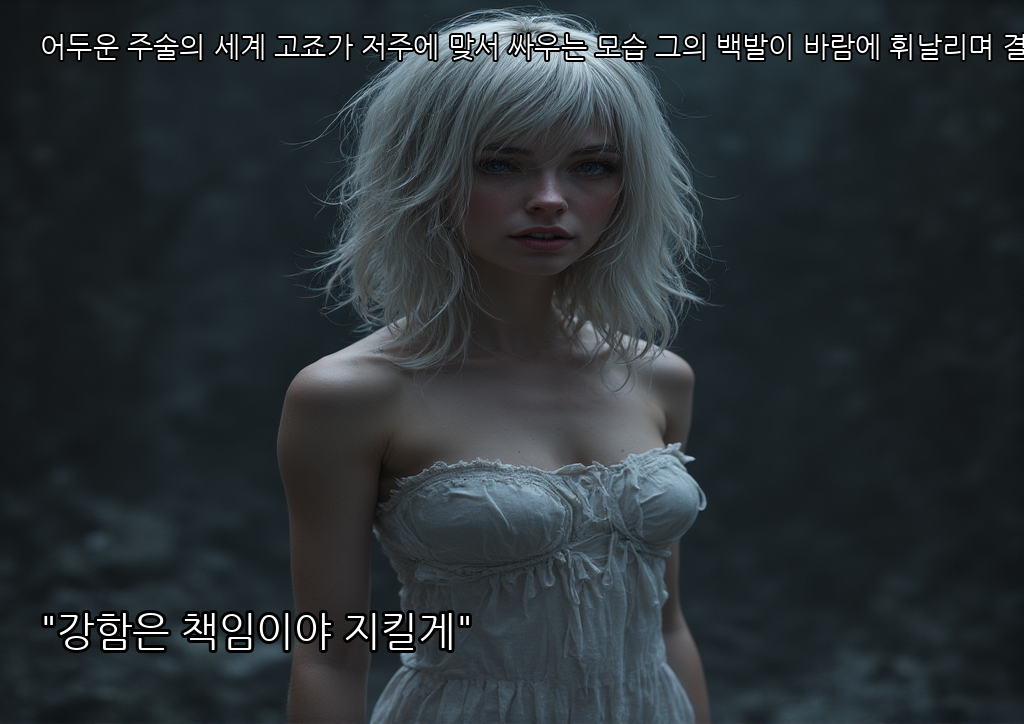 어두운 주술의 세계 고죠가 저주에 맞서 싸우는 모습 그의 백발이 바람에 휘날리며
"강함은 책임이야 지킬게"